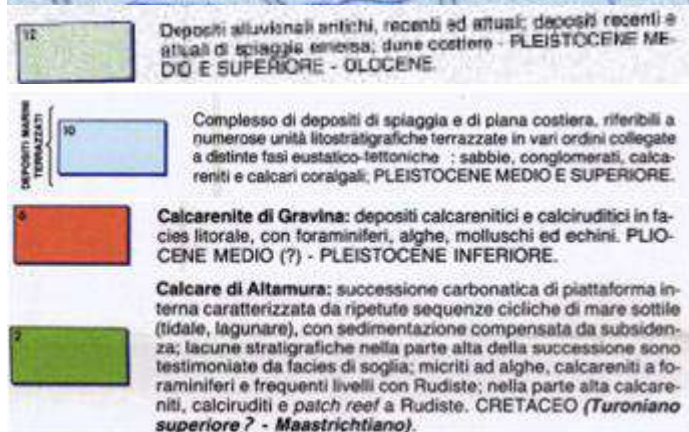 12
Depositi alluvionali antichi, recenti ed attuali; depositi recenti e
attuali di spiaggia emersa; dune costiere - PLEISTOCENE ME-
DIO E SUPERIORE - OLOCENE.
DEPOSITI MARINI
TERRAZZATI
10
Complesso di depositi di spiaggia e di piana costiera, riferibili a
numerose unità litostratigrafiche terrazzate in vari ordini collegate
a distinte fasi eustatico-tettoniche : sabbie, conglomerati, calca-
reniti e calcari coralgali; PLEISTOCENE MEDIO E SUPERIORE.
Calcarenite di Gravina: depositi calcarenitici e calciruditici in fa-
cies litorale, con foraminiferi, alghe, molluschi ed echini. PLIO-
CENE MEDIO (?) - PLEISTOCENE INFERIORE.
2
Calcare di Altamura: successione carbonatica di piattaforma in-
terna caratterizzata da ripetute sequenze cicliche di mare sottile
(tidale, lagunare), con sedimentazione compensata da subsiden-
za; lacune stratigrafiche nella parte alta della successione sono
testimoniate da facies di soglia; micriti ad alghe, calcareniti a fo-
raminiferi e frequenti livelli con Rudiste; nella parte alta calcare-
niti, calciruditi e patch reef a Rudiste. CRETACEO (Turoniano
superiore? - Maastrichtiano).